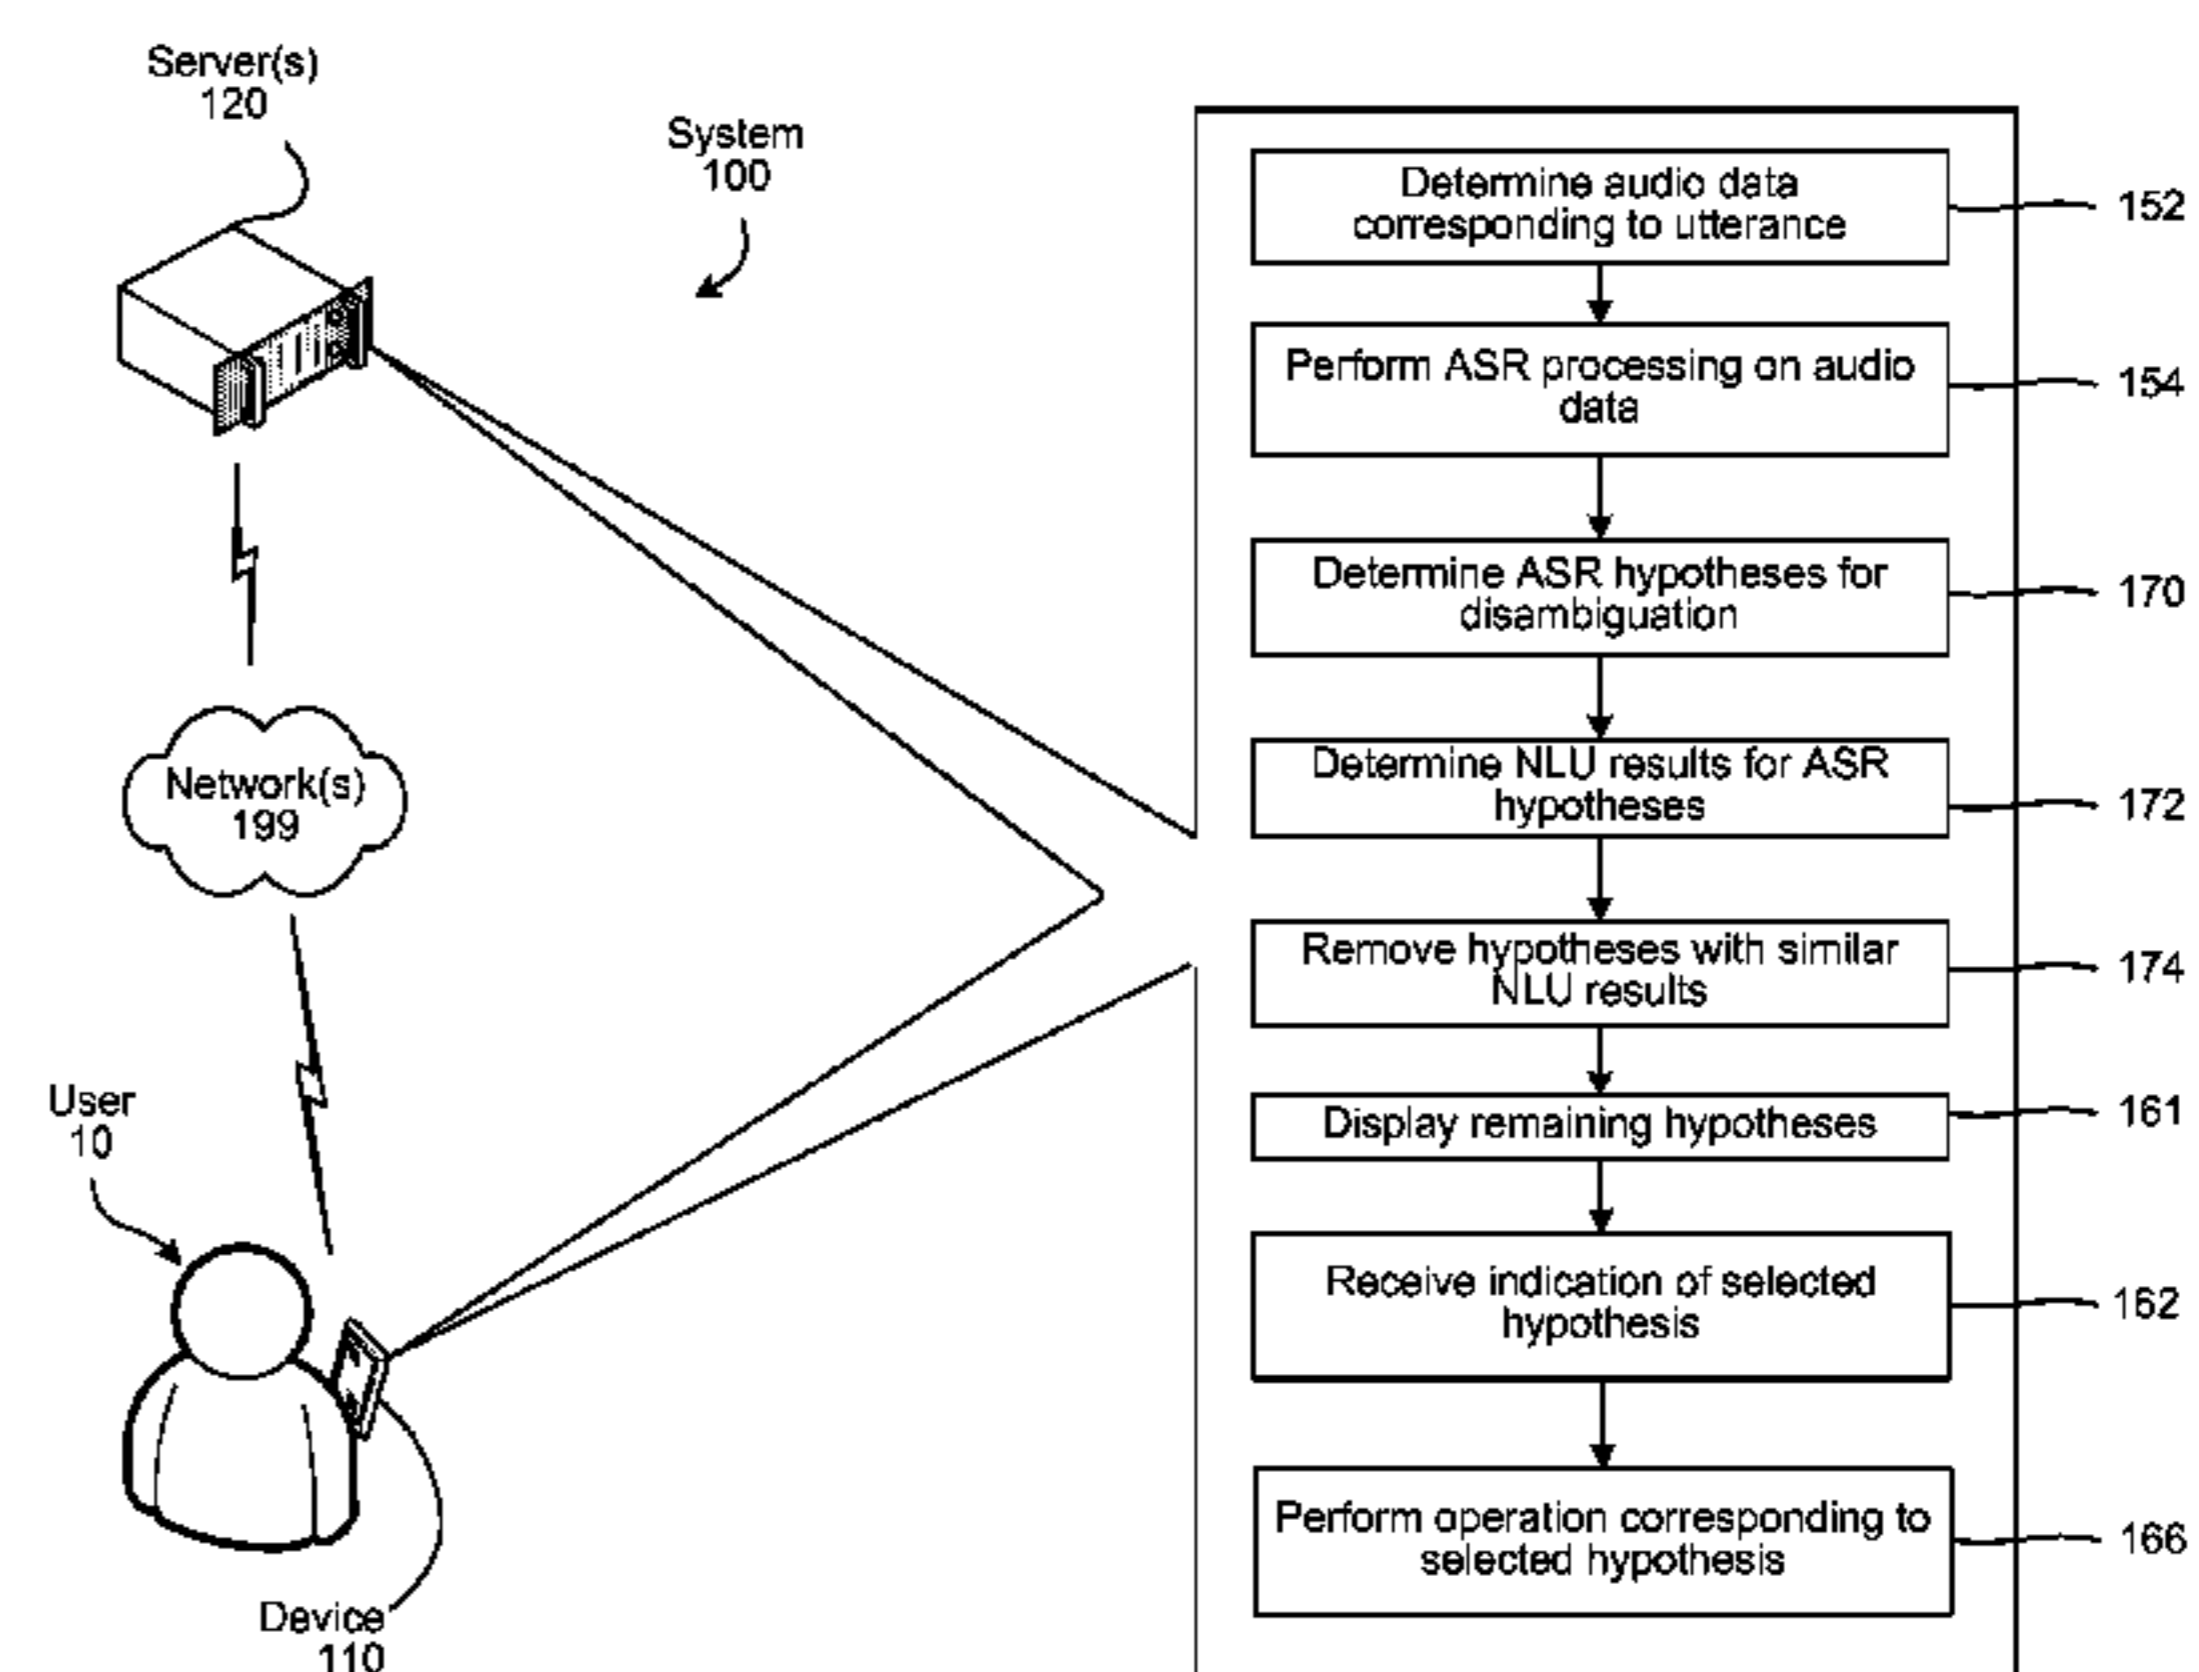 Server(s)
120
System
100
Network(s)
199
User
10
Device
110
Determine audio data
corresponding to utterance
152
Perform ASR processing on audio
data
154
Determine ASR hypotheses for
disambiguation
170
Determine NLU results for ASR
hypotheses
172
Remove hypotheses with similar
NLU results
174
Display remaining hypotheses
161
Receive indication of selected
hypothesis
162
Perform operation corresponding to
selected hypothesis
166